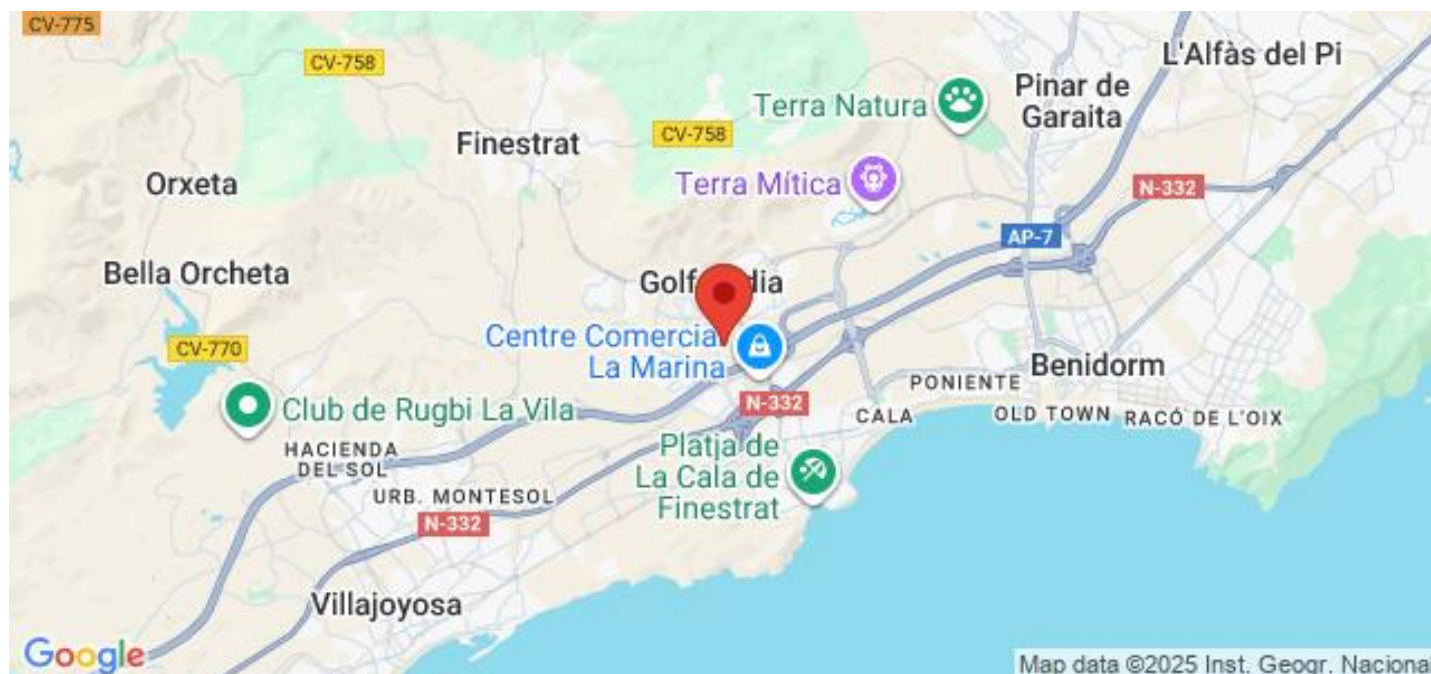 CV-775
CV-758
L'Alfàs del Pi
Terra Natura
Pinar de
Garaita
Finestrat
CV-758
Orxeta
Terra Mítica
N-332
AP-7
Bella Orcheta
Centre Comercial
La Marina
CV-770
Benidorm
PONIENTE
N-332
CALA
OLD TOWN
RACÓ DE L'OIX
Club de Rugbi La Vila
HACIENDA
DEL SOL
Platja de
La Cala de
Finestrat
URB. MONTESOL
N-332
Villajoyosa
Google
Map data ©2025 Inst. Geogr. Nacional